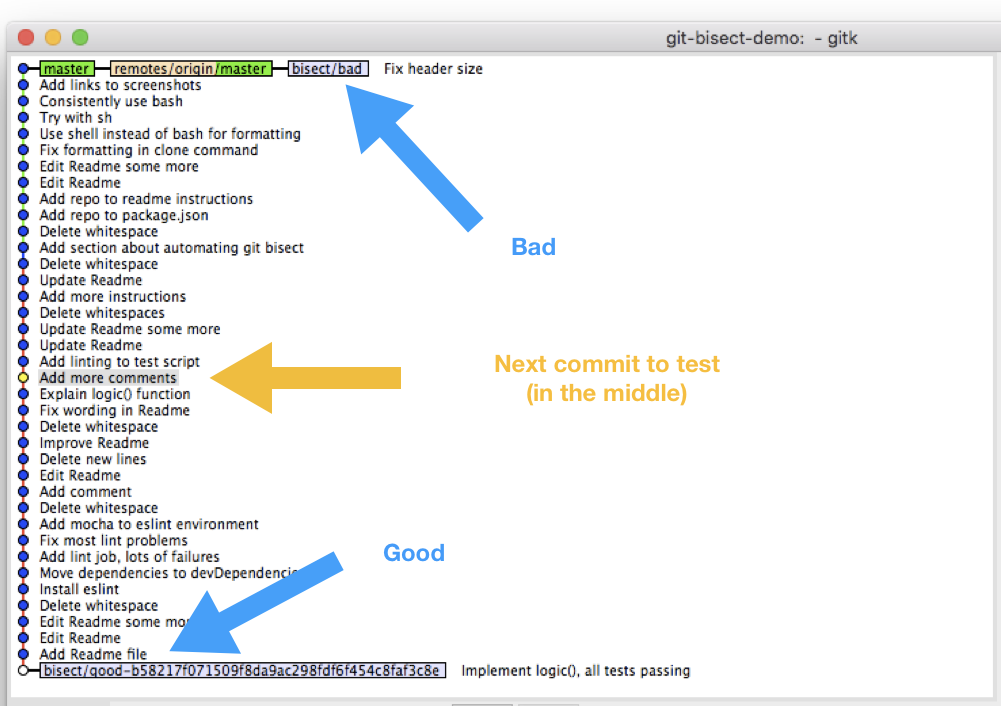 git-bisect-demo: - gitk
master remotes/origin/master bisect/bad Fix header size
Add links to screenshots
Consistently use bash
Try with sh
Use shell instead of bash for formatting
Fix formatting in clone command
Edit Readme some more
Edit Readme
Add repo to readme instructions
Add repo to package.json
Delete whitespace
Bad
Add section about automating git bisect
Delete whitespace
Update Readme
Add more instructions
Delete whitespaces
Update Readme some more
Update Readme
Add linting to test script
Next commit to test
(in the middle)
Add more comments
Explain logic() function
Fix wording in Readme
Delete whitespace
Improve Readme
Delete new lines
Edit Readme
Add comment
Delete whitespace
Add mocha to eslint environment
Fix most lint problems
Good
Add lint job, lots of failures
Move dependencies to devDependencie
Install eslint
Delete whitespace
Edit Readme some mor
Edit Readme
Add Readme file
bisect/good-b58217f071509f8da9ac298fdf6f454c8faf3c8e Implement logic(), all tests passing